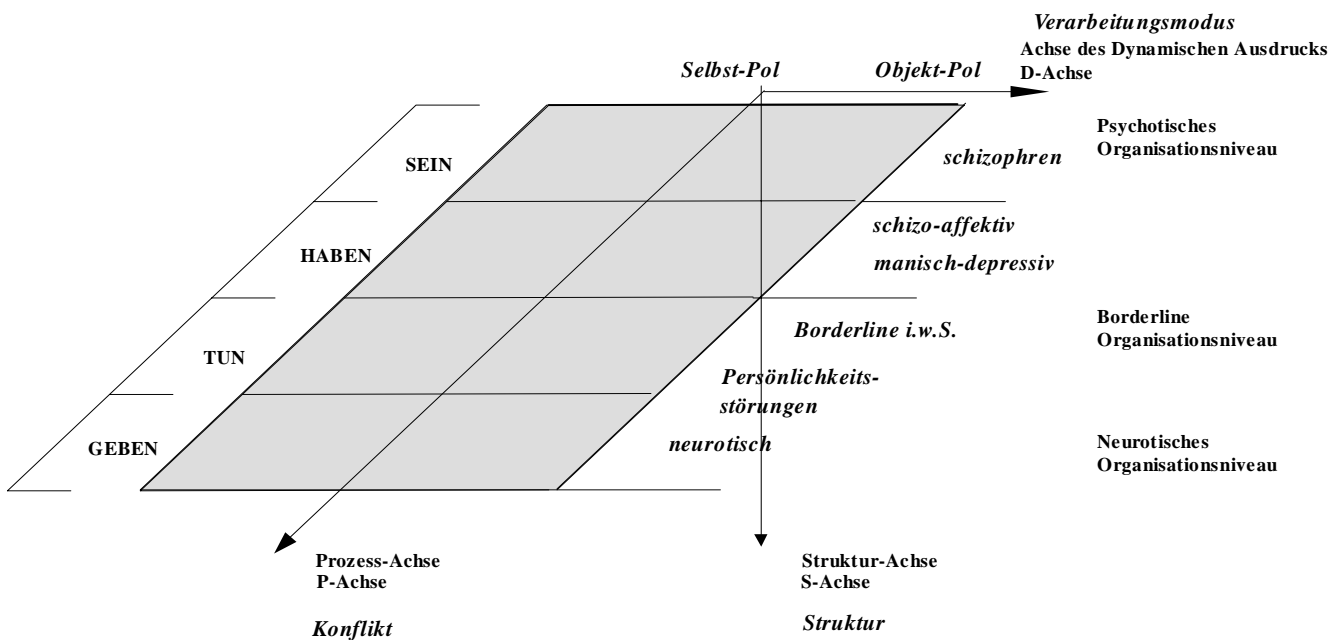 Verarbeitungsmodus
Achse des Dynamischen Ausdrucks
D-Achse
Selbst-Pol
Objekt-Pol
Psychotisches
Organisationsniveau
SEIN
schizophren
HABEN
schizo-affektiv
manisch-depressiv
Borderline i.w.S.
Borderline
Organisationsniveau
TUN
Persönlichkeits-
störungen
GEBEN
neurotisch
Neurotisches
Organisationsniveau
Prozess-Achse
P-Achse
Konflikt
Struktur-Achse
S-Achse
Struktur